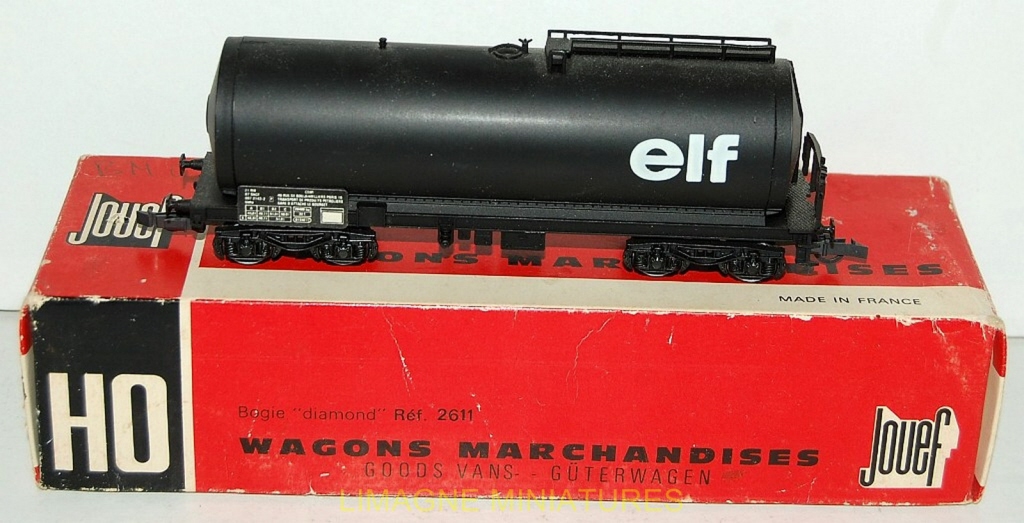 elf
Jouef
WAGONS MARCHANDISES
MADE IN FRANCE
HO
Bogie "diamond" Réf. 2611
WAGONS MARCHANDISES
GOODS VANS - - GÜTERWAGEN
Jouef
LIMAGNE MINIATURES